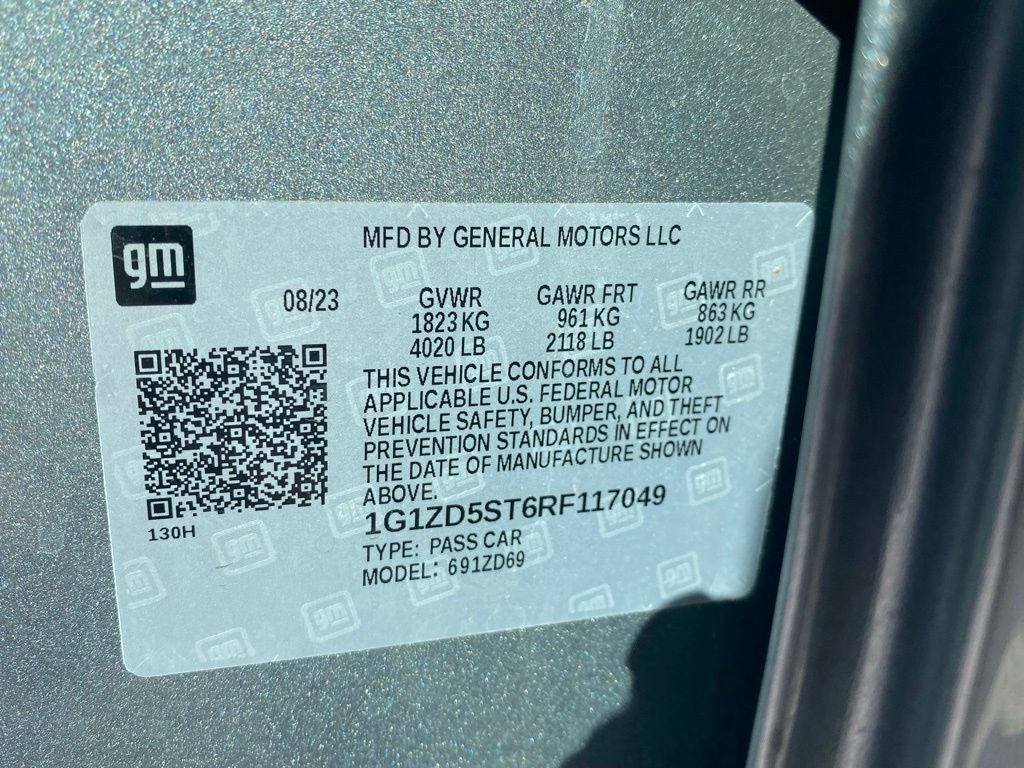 gm
MFD BY GENERAL MOTORS LLC
08/23 GVWR GAWR FRT GAWR RR
1823 KG 961 KG 863 KG
4020 LB 2118 LB 1902 LB
THIS VEHICLE CONFORMS TO ALL
APPLICABLE U.S. FEDERAL MOTOR
VEHICLE SAFETY, BUMPER, AND THEFT
PREVENTION STANDARDS IN EFFECT ON
THE DATE OF MANUFACTURE SHOWN
ABOVE.
1G1ZD5ST6RF117049
130H
TYPE: PASS CAR
MODEL: 691ZD69